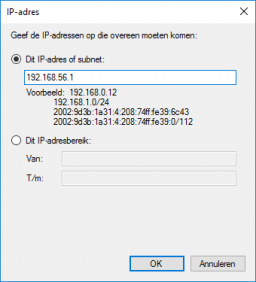 IP-adres
Geef de IP-adressen op die overeen moeten komen:
Dit IP-adres of subnet:
192.168.56.1
Voorbeeld: 192.168.0.12
192.168.1.0/24
2002:9d3b:1a31:4:208:74ff:fe39:6c43
2002:9d3b:1a31:4:208:74ff:fe39:0/112
Dit IP-adresbereik:
Van:
T/m:
OK
Annuleren